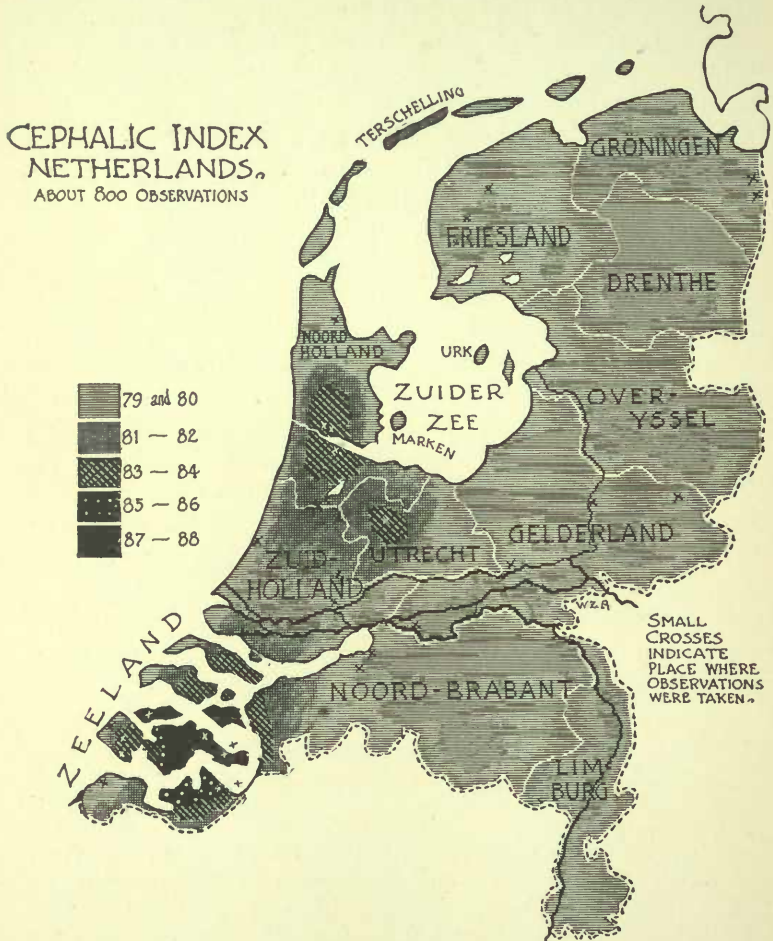 CEPHALIC INDEX
NETHERLANDS.
ABOUT 800 OBSERVATIONS
TERSCHELLING
GRÖNINGEN
FRIESLAND
DRENTHE
NOORD
HOLLAND
URK
ZUIDER
ZEE
MARKEN
OVER-
YSSEL
79 and 80
81 – 82
83 – 84
85 – 86
87 – 88
GELDERLAND
UTRECHT
ZUID-
HOLLAND
W.Z.R
SMALL
CROSSES
INDICATE
PLACE WHERE
OBSERVATIONS
WERE TAKEN.
ZEELAND
NOORD-BRABANT
LIM
BURG